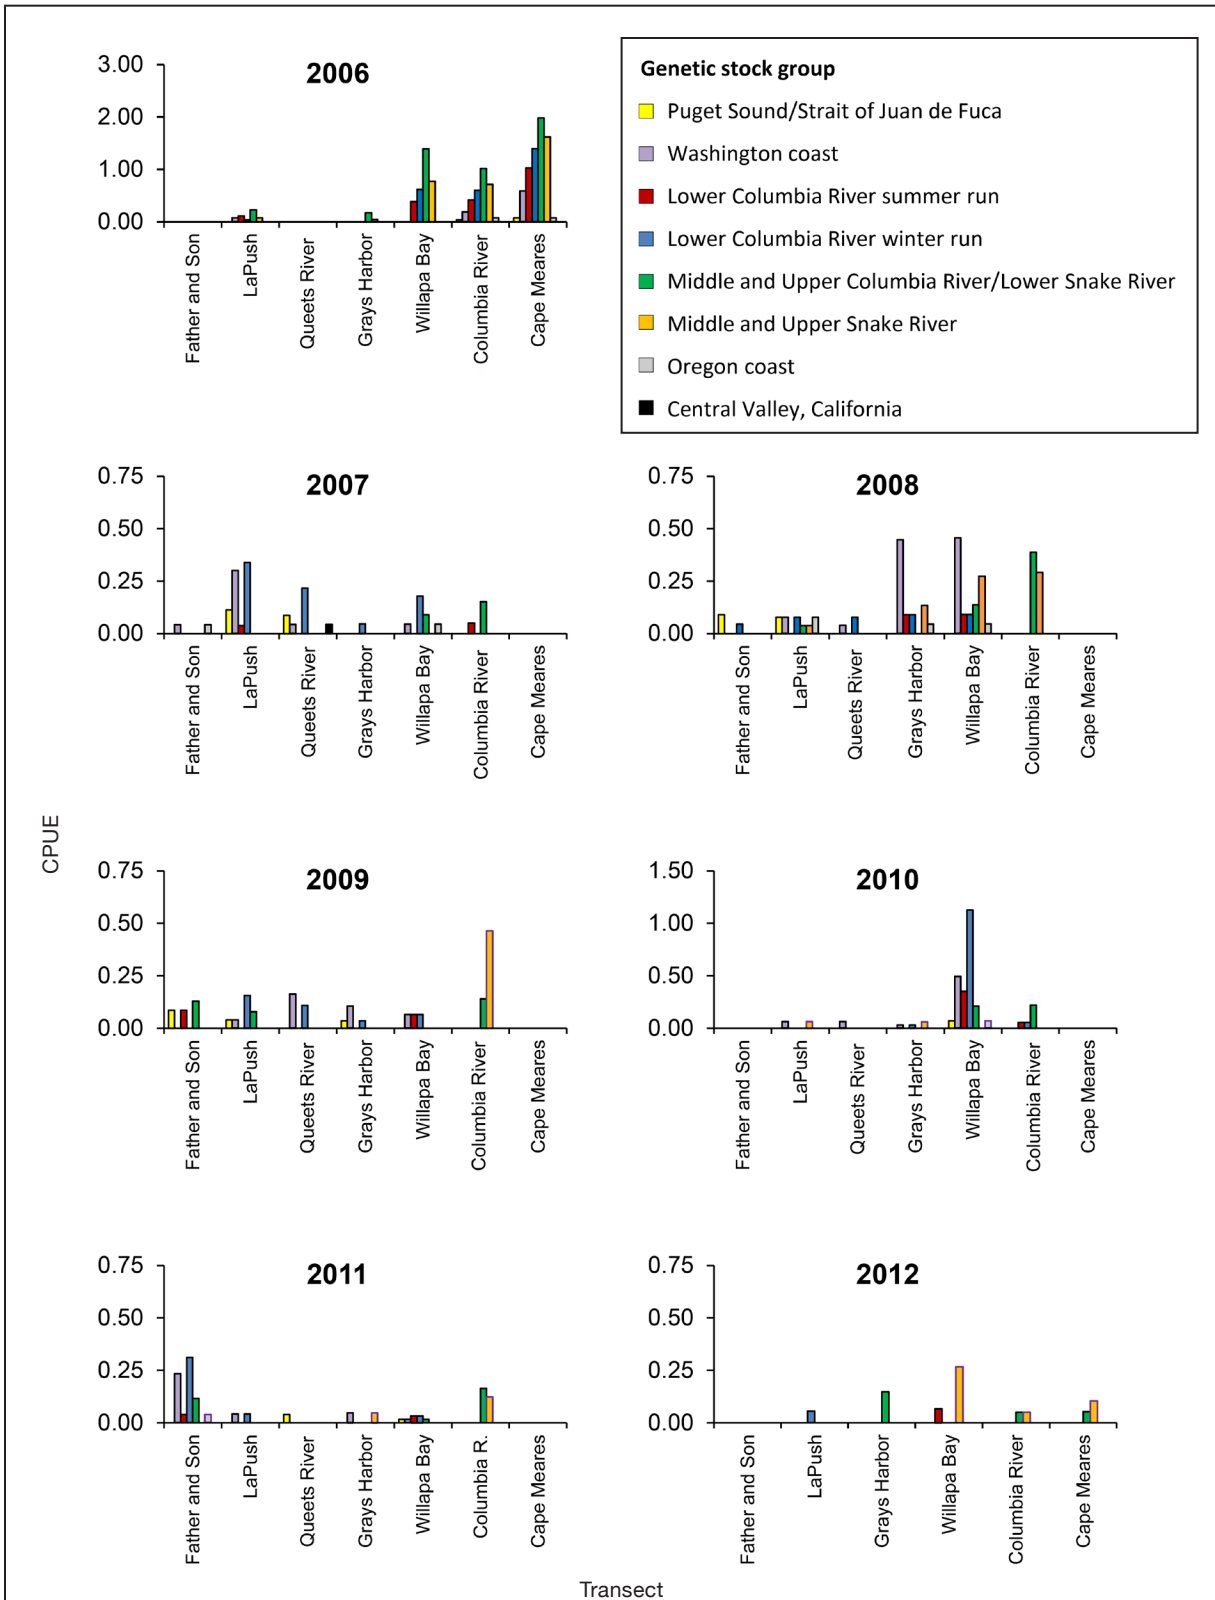 2006
3.00
2.00
1.00
0.00
Father and Son
LaPush
Queets River
Grays Harbor
Willapa Bay
Columbia River
Cape Meares
Genetic stock group
Puget Sound/Strait of Juan de Fuca
Washington coast
Lower Columbia River summer run
Lower Columbia River winter run
Middle and Upper Columbia River/Lower Snake River
Middle and Upper Snake River
Oregon coast
Central Valley, California
2007
0.75
0.50
0.25
0.00
Father and Son
LaPush
Queets River
Grays Harbor
Willapa Bay
Columbia River
Cape Meares
2008
0.75
0.50
0.25
0.00
Father and Son
LaPush
Queets River
Grays Harbor
Willapa Bay
Columbia River
Cape Meares
CPUE
2009
0.75
0.50
0.25
0.00
Father and Son
LaPush
Queets River
Grays Harbor
Willapa Bay
Columbia River
Cape Meares
2010
1.50
1.00
0.50
0.00
Father and Son
LaPush
Queets River
Grays Harbor
Willapa Bay
Columbia River
Cape Meares
2011
0.75
0.50
0.25
0.00
Father and Son
LaPush
Queets River
Grays Harbor
Willapa Bay
Columbia R.
Cape Meares
2012
0.75
0.50
0.25
0.00
Father and Son
LaPush
Grays Harbor
Willapa Bay
Columbia River
Cape Meares
Transect